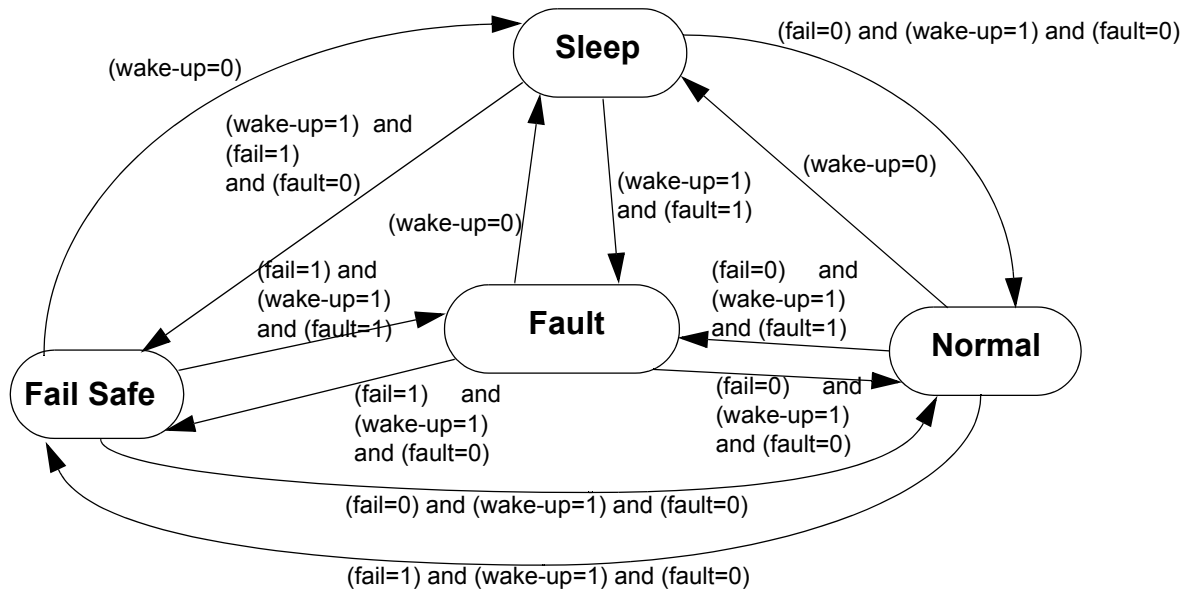 Sleep
(fail=0) and (wake-up=1) and (fault=0)
(wake-up=0)
(wake-up=1) and
(fail=1)
and (fault=0)
(wake-up=0)
(wake-up=1)
and (fault=1)
(wake-up=0)
(fail=1) and
(wake-up=1)
and (fault=1)
Fault
(fail=0) and
(wake-up=1)
and (fault=1)
Normal
Fail Safe
(fail=1) and
(wake-up=1)
and (fault=0)
(fail=0) and
(wake-up=1)
and (fault=0)
(fail=0) and (wake-up=1) and (fault=0)
(fail=1) and (wake-up=1) and (fault=0)